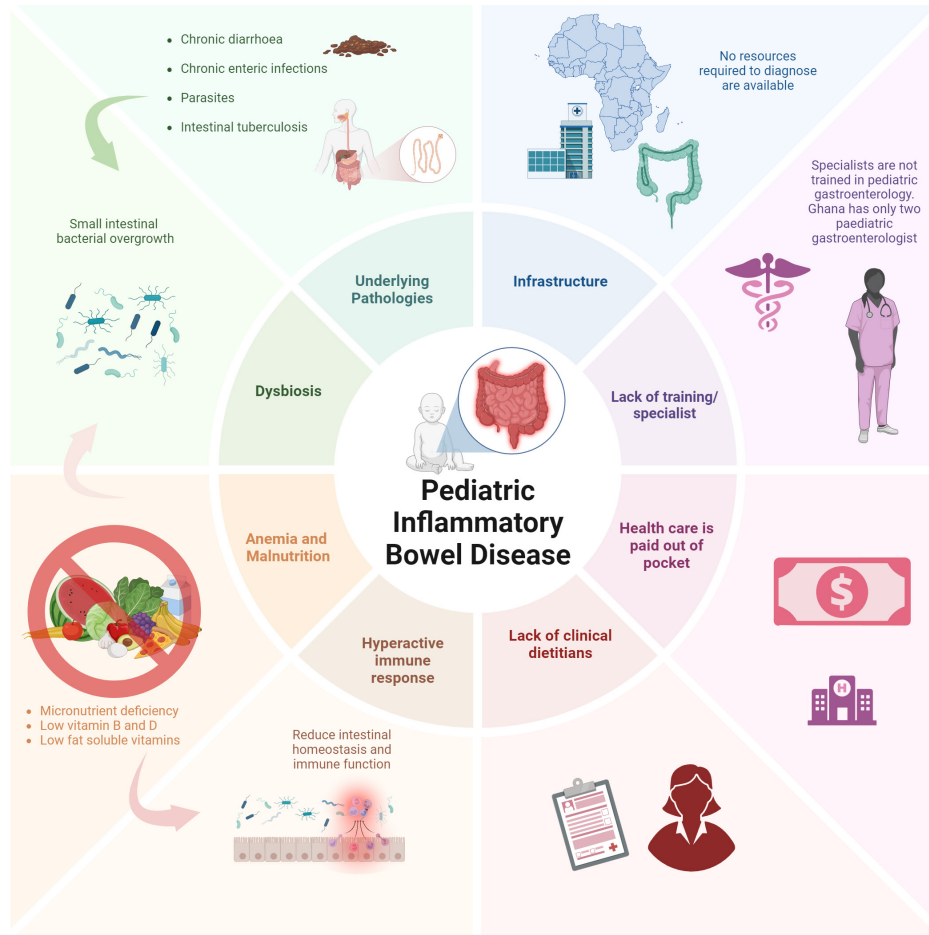 • Chronic diarrhoea
• Chronic enteric infections
• Parasites
• Intestinal tuberculosis
No resources
required to diagnose
are available
Specialists are not
trained in pediatric
gastroenterology.
Ghana has only two
paediatric
gastroenterologist
Small intestinal
bacterial overgrowth
Underlying
Pathologies
Infrastructure
Dysbiosis
Lack of training/
specialist
Pediatric
Inflammatory
Bowel Disease
Anemia and
Malnutrition
Health care is
paid out of
pocket
Hyperactive
immune
response
Lack of clinical
dietitians
$
H
• Micronutrient deficiency
• Low vitamin B and D
• Low fat soluble vitamins
Reduce intestinal
homeostasis and
immune function